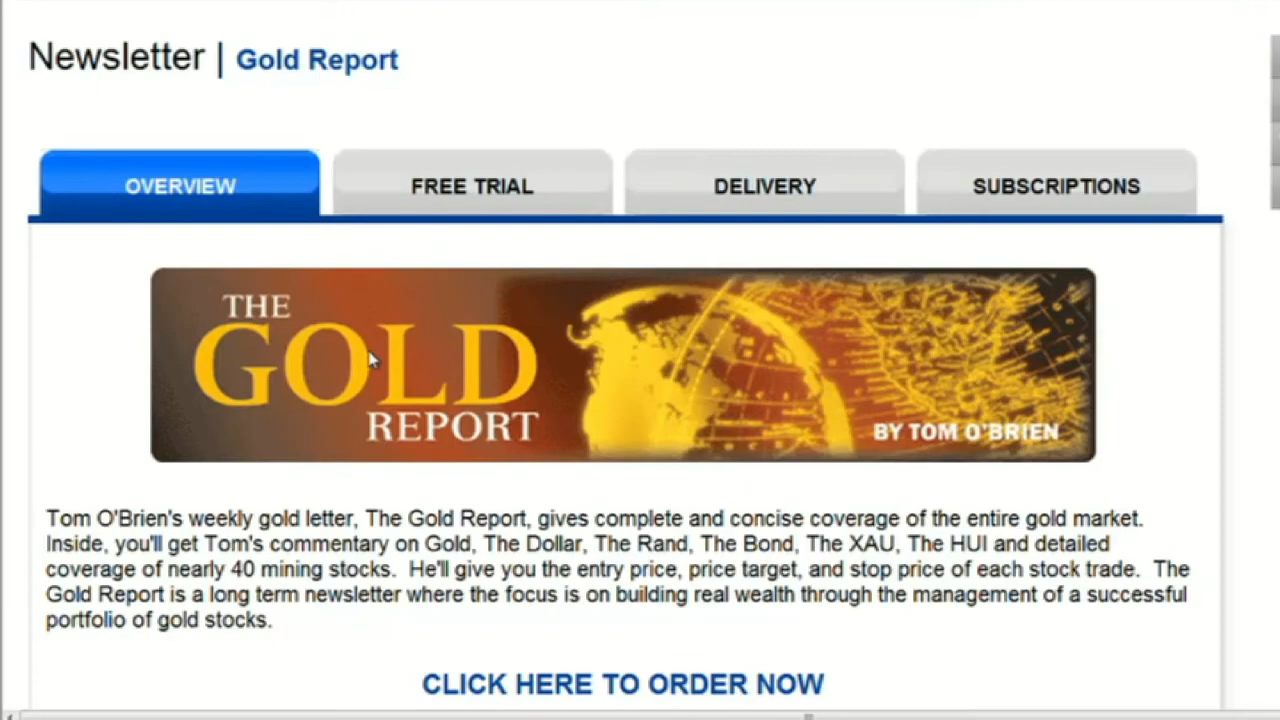 Newsletter | Gold Report
OVERVIEW
FREE TRIAL
DELIVERY
SUBSCRIPTIONS
THE
GOLD
REPORT
BY TOM O'BRIEN
Tom O'Brien's weekly gold letter, The Gold Report, gives complete and concise coverage of the entire gold market.
Inside, you'll get Tom's commentary on Gold, The Dollar, The Rand, The Bond, The XAU, The HUI and detailed
coverage of nearly 40 mining stocks.  He'll give you the entry price, price target, and stop price of each stock trade.  The
Gold Report is a long term newsletter where the focus is on building real wealth through the management of a successful
portfolio of gold stocks.
CLICK HERE TO ORDER NOW